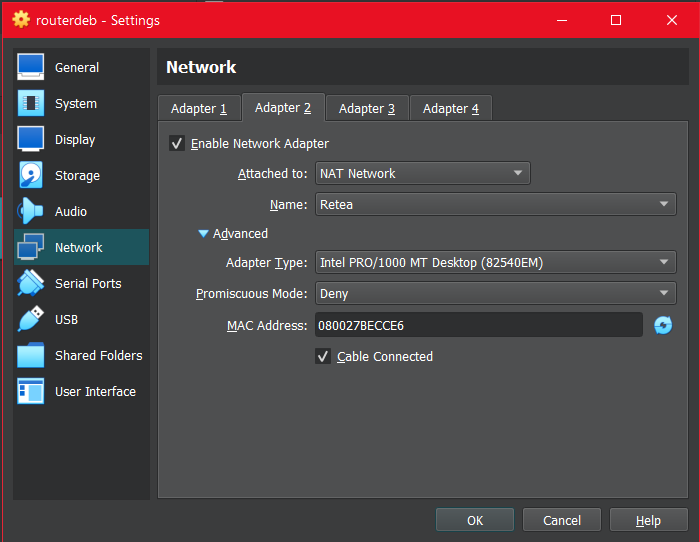 routerdeb - Settings
General
System
Display
Storage
Audio
Network
Serial Ports
USB
Shared Folders
User Interface
Network
Adapter 1 Adapter 2 Adapter 3 Adapter 4
Enable Network Adapter
Attached to: NAT Network
Name: Retea
Advanced
Adapter Type: Intel PRO/1000 MT Desktop (82540EM)
Promiscuous Mode: Deny
MAC Address: 080027BECCE6
Cable Connected
OK Cancel Help